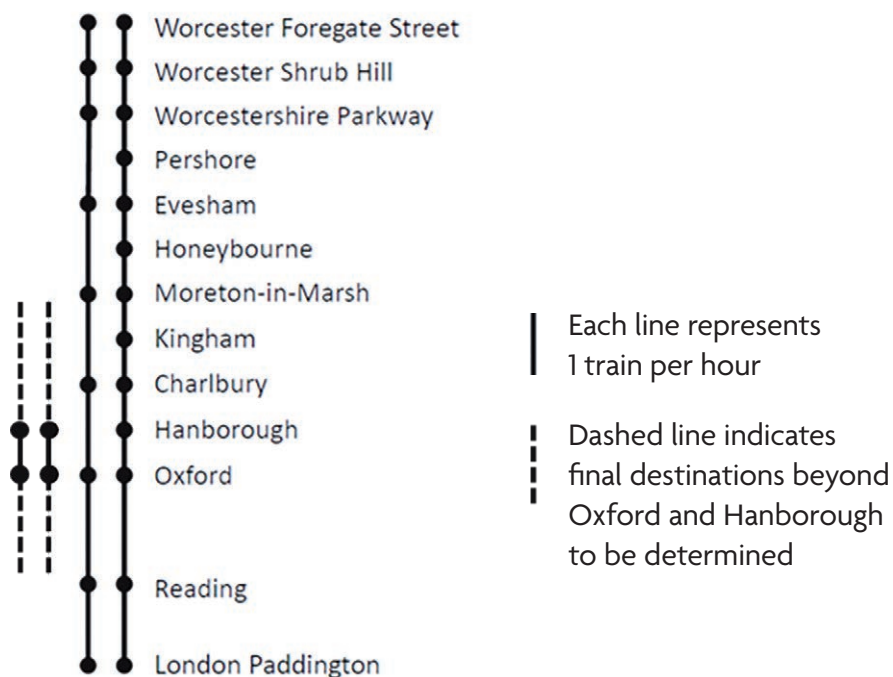 Worcester Foregate Street
Worcester Shrub Hill
Worcestershire Parkway
Pershore
Evesham
Honeybourne
Moreton-in-Marsh
Kingham
Charlbury
Hanborough
Oxford
Reading
London Paddington
Each line represents
1 train per hour
Dashed line indicates
final destinations beyond
Oxford and Hanborough
to be determined